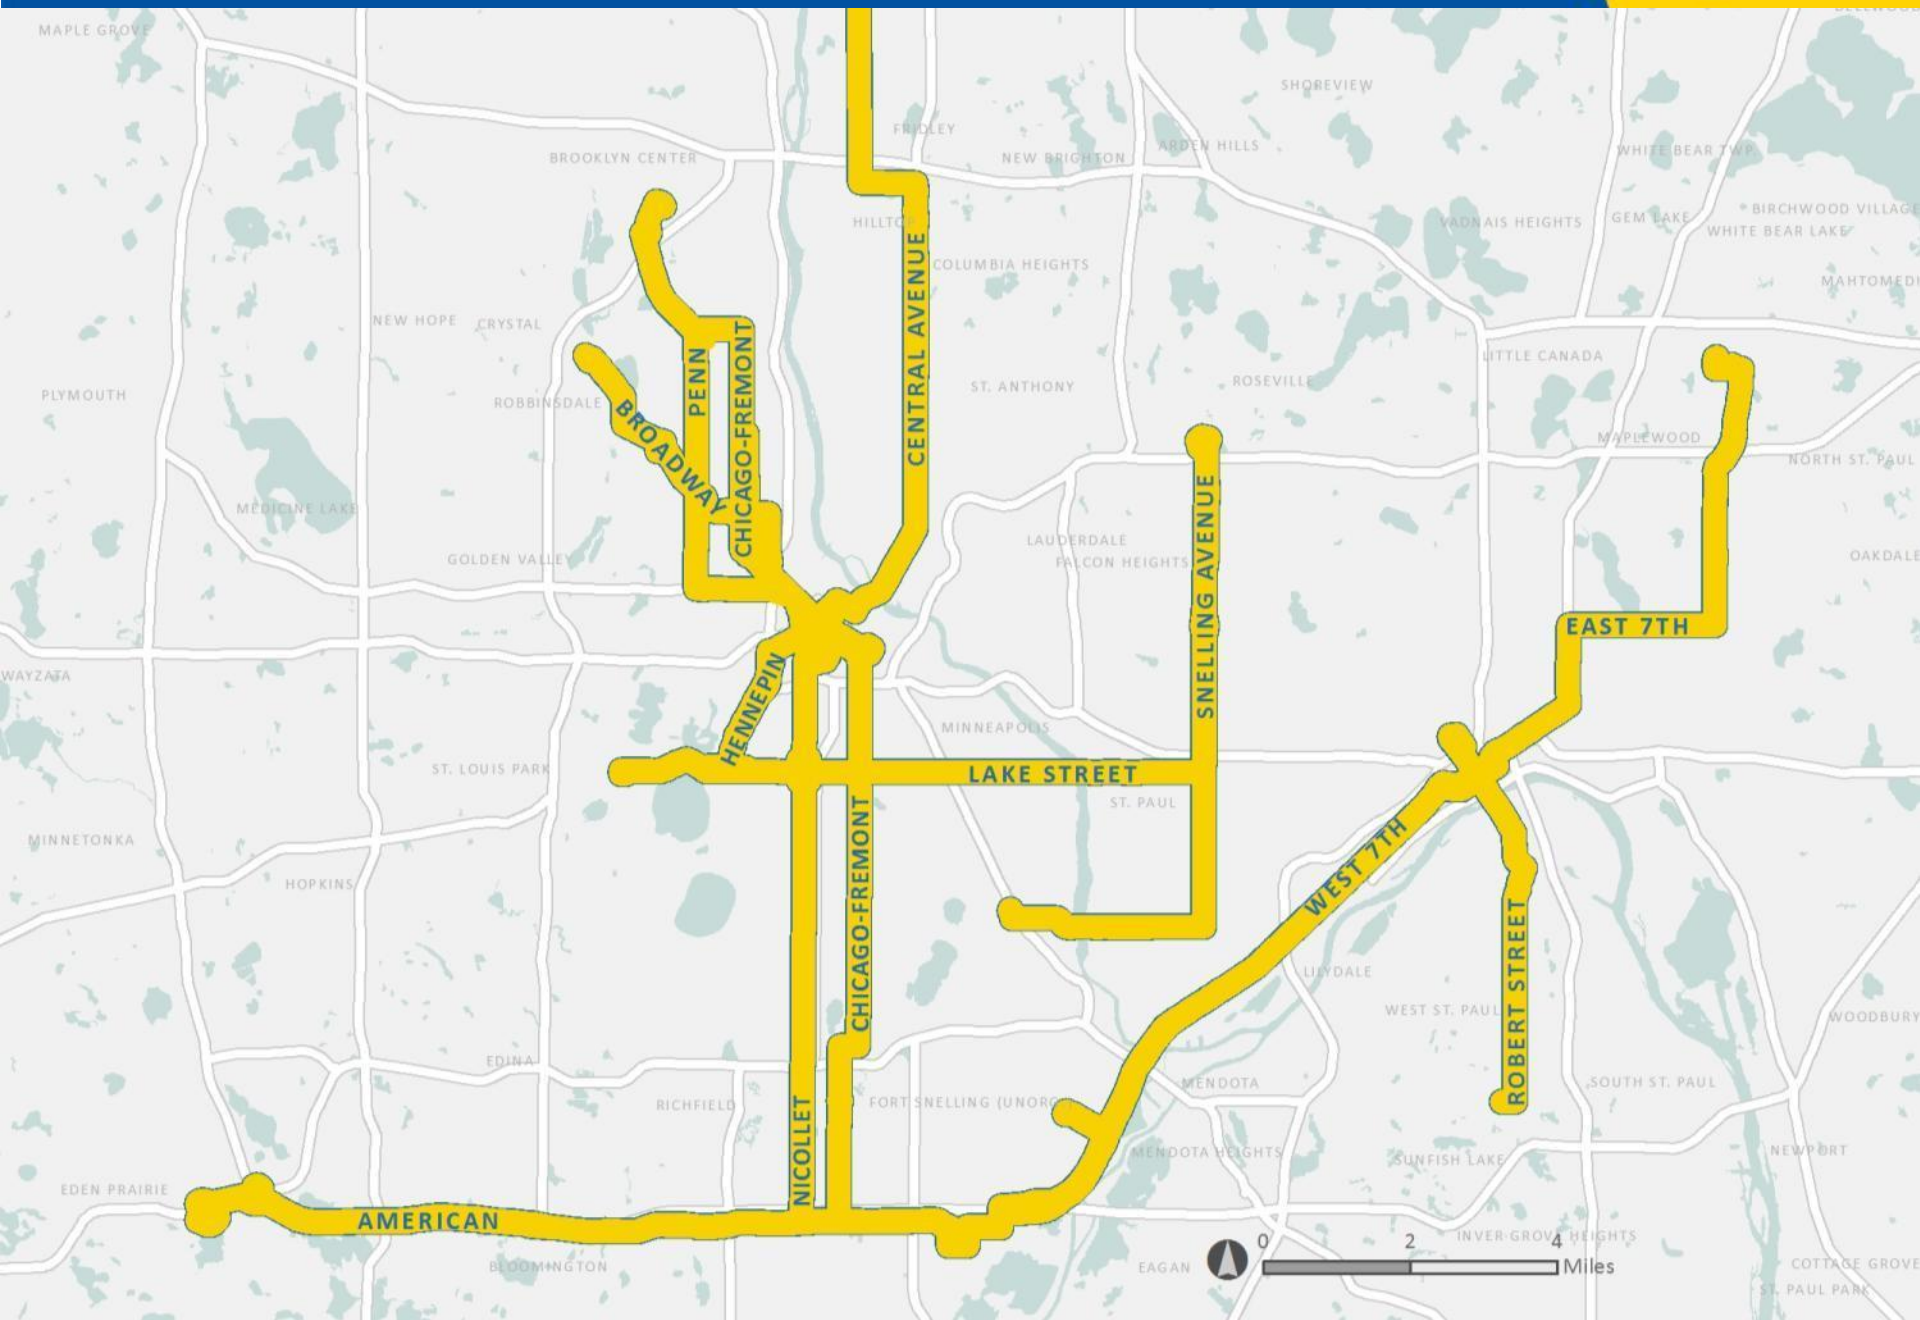 MAPLE GROVE
SHOREVIEW
FRIDLEY
BROOKLYN CENTER
NEW BRIGHTON
ARDEN HILLS
WHITE BEAR TWP
HILLTOP
VADNAIS HEIGHTS
GEM LAKE
BIRCHWOOD VILLAGE
WHITE BEAR LAKE
COLUMBIA HEIGHTS
MAHTOMEDI
CENTRAL AVENUE
NEW HOPE
CRYSTAL
PENN
CHICAGO-FREMONT
LITTLE CANADA
PLYMOUTH
ROBBINSDALE
BROADWAY
ST. ANTHONY
ROSEVILLE
MAPLEWOOD
NORTH ST. PAUL
MEDICINE LAKE
GOLDEN VALLEY
LAUDERDALE
FALCON HEIGHTS
SNELLING AVENUE
OAKDALE
EAST 7TH
WAYZATA
HENNEPIN
MINNEAPOLIS
ST. LOUIS PARK
LAKE STREET
ST. PAUL
MINNETONKA
HOPKINS
CHICAGO-FREMONT
WEST 7TH
LILYDALE
WEST ST. PAUL
ROBERT STREET
WOODBURY
EDINA
RICHFIELD
NICOLLET
FORT SNELLING (UNORG.)
MENDOTA
SOUTH ST. PAUL
MENDOTA HEIGHTS
SUNFISH LAKE
NEWPORT
EDEN PRAIRIE
AMERICAN
BLOOMINGTON
EAGAN
INVER GROVE HEIGHTS
0 2 4
Miles
COTTAGE GROVE
ST. PAUL PARK